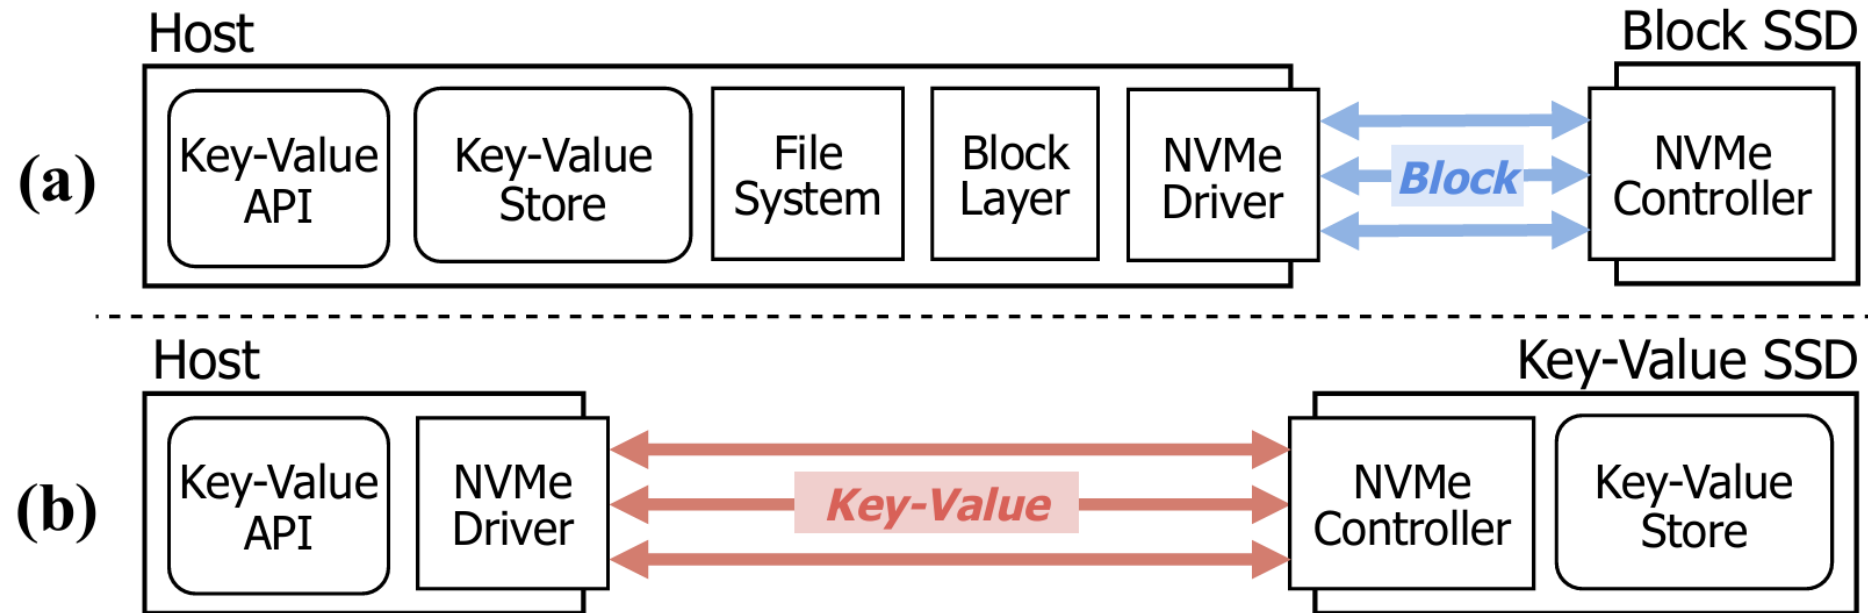 Host
Block SSD
(a)
Key-Value
API
Key-Value
Store
File
System
Block
Layer
NVMe
Driver
Block
NVMe
Controller
Host
Key-Value SSD
(b)
Key-Value
API
NVMe
Driver
Key-Value
NVMe
Controller
Key-Value
Store